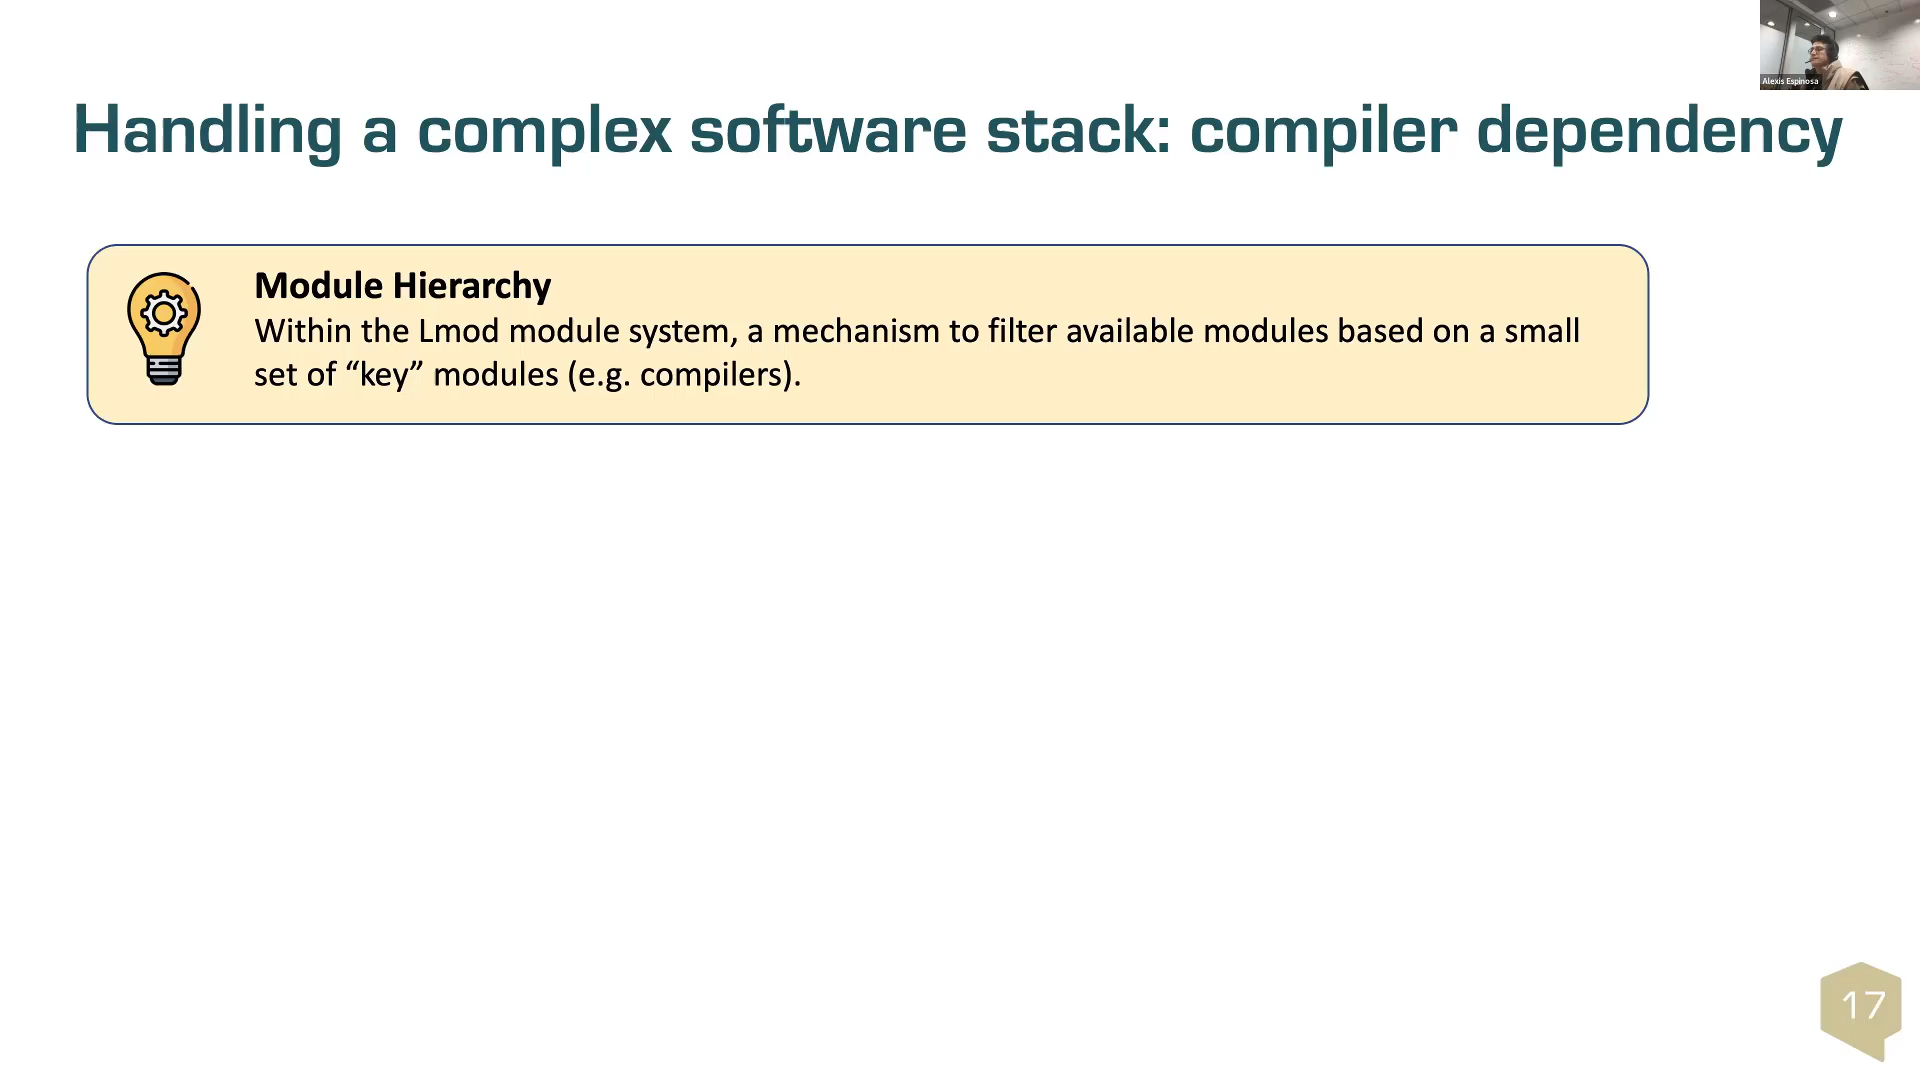 Alexis Espinosa
Handling a complex software stack: compiler dependency
Module Hierarchy
Within the Lmod module system, a mechanism to filter available modules based on a small
set of “key” modules (e.g. compilers).
17